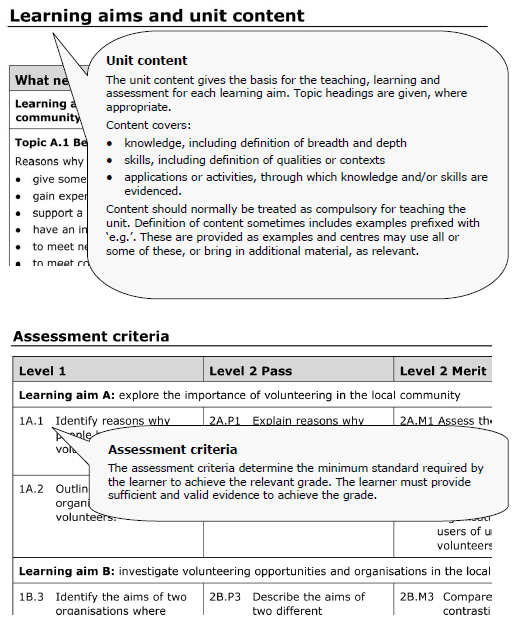 Learning aims and unit content
Unit content
The unit content gives the basis for the teaching, learning and
assessment for each learning aim. Topic headings are given, where
appropriate.
Content covers:
• knowledge, including definition of breadth and depth
• skills, including definition of qualities or contexts
• applications or activities, through which knowledge and/or skills are
evidenced.
Content should normally be treated as compulsory for teaching the
unit. Definition of content sometimes includes examples prefixed with
‘e.g.’. These are provided as examples and centres may use all or
some of these, or bring in additional material, as relevant.
What
Learning
community
Topic A.1
Reasons why
• give some
• gain
• support a
• have an
• to meet
• to meet
Assessment criteria
Level 1 Level 2 Pass Level 2 Merit
Learning aim A: explore the importance of volunteering in the local community
1A.1 Identify reasons why 2A.P1 Explain reasons why 2A.M1 Assess
people
Assessment criteria
The assessment criteria determine the minimum standard required by
the learner to achieve the relevant grade. The learner must provide
sufficient and valid evidence to achieve the grade.
1A.2
volunteers.
users of
volunteers
Learning aim B: investigate volunteering opportunities and organisations in the local
1B.3 Identify the aims of two 2B.P3 Describe the aims of 2B.M3 Compare
organisations where two different